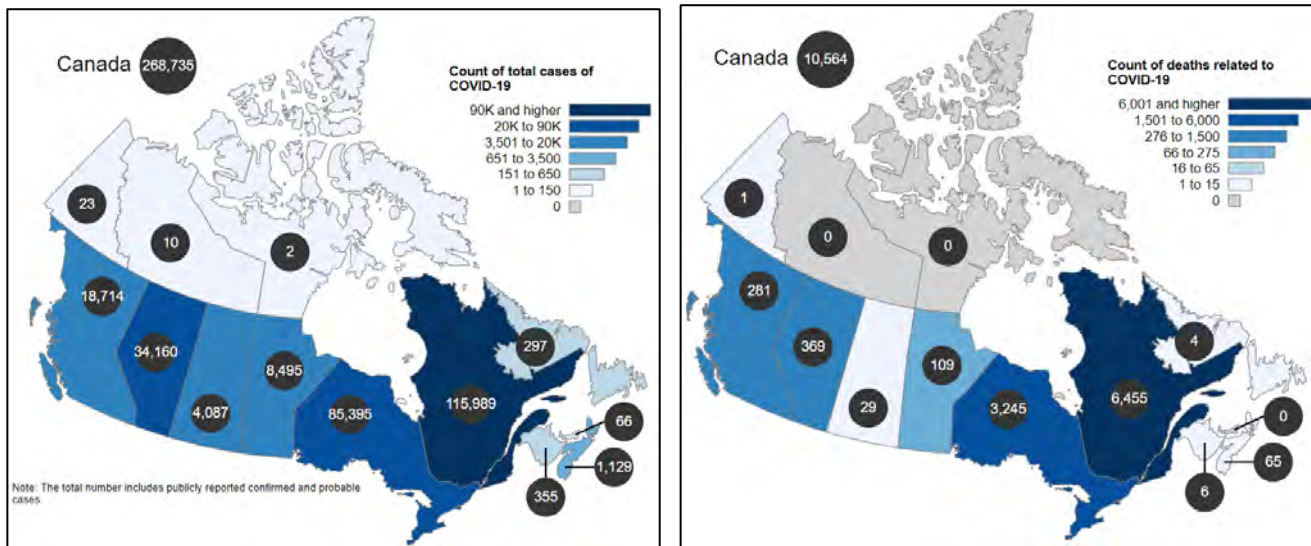 Canada 268,735
Count of total cases of
COVID-19
90K and higher
20K to 90K
3,501 to 20K
651 to 3,500
151 to 650
1 to 150
0
23
10
2
18,714
34,160
4,087
8,495
85,395
115,989
297
66
1,129
355
Note: The total number includes publicly reported confirmed and probable
cases
Canada 10,564
Count of deaths related to
COVID-19
6,001 and higher
1,501 to 6,000
276 to 1,500
66 to 275
16 to 65
1 to 15
0
1
0
0
281
369
29
109
3,245
6,455
4
0
65
6